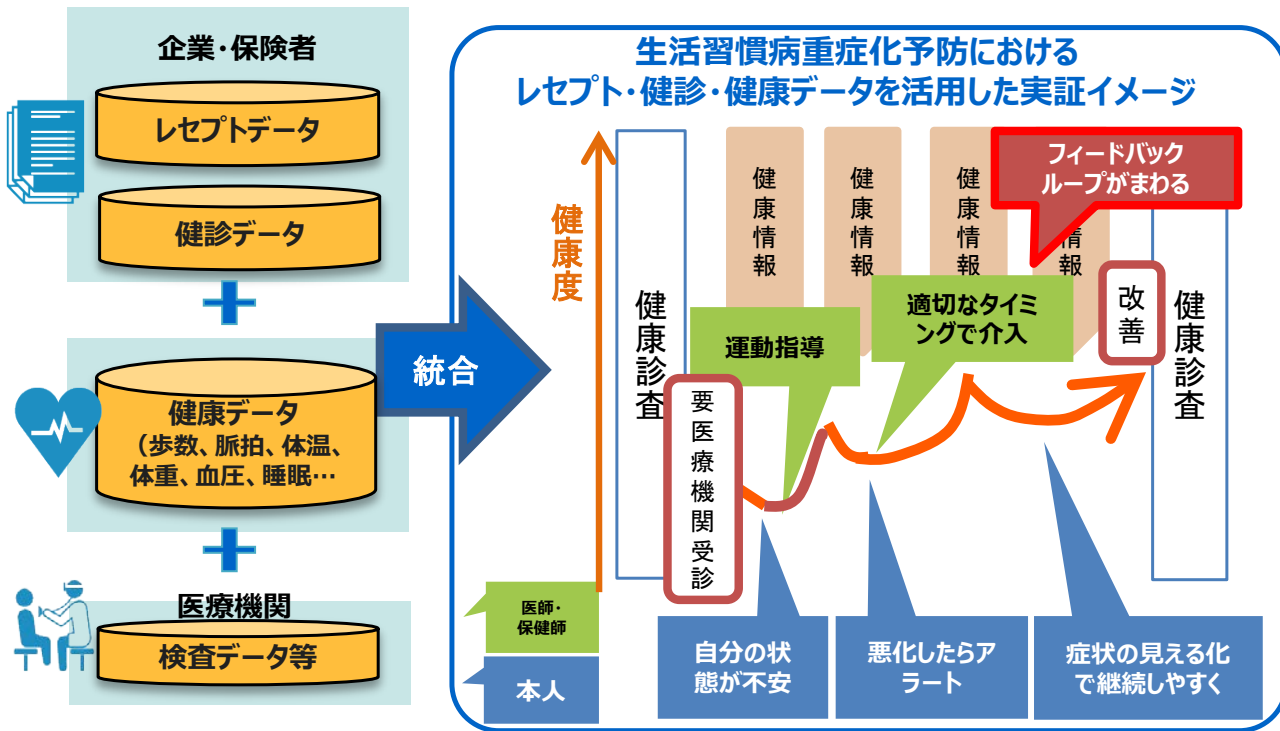 企業・保険者
レセプトデータ
健診データ
健康データ
（歩数、脈拍、体温、
体重、血圧、睡眠…
医療機関
検査データ等
統合
生活習慣病重症化予防における
レセプト・健診・健康データを活用した実証イメージ
健康度
健康診査
健康情報
健康情報
健康情報
情報
フィードバック
ループがまわる
改善
健康診査
運動指導
適切なタイミ
ングで介入
要医療機関受診
医師・
保健師
本人
自分の状
態が不安
悪化したらア
ラート
症状の見える化
で継続しやすく